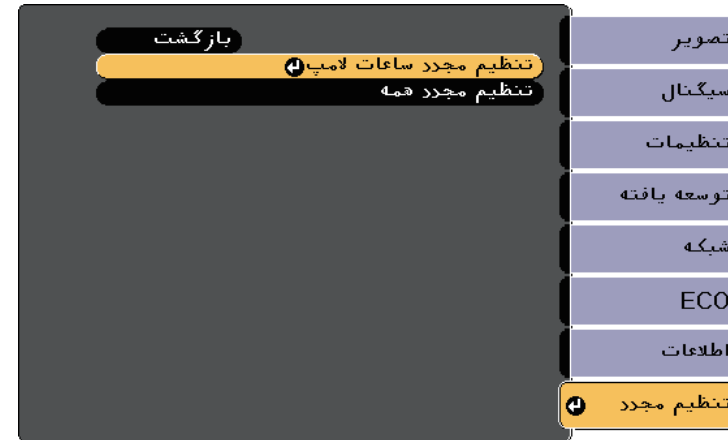 بازگشت
تنظیم مجدد ساعات لامپ
تنظیم مجدد همه
تصویر
سیگنال
تنظیمات
توسعه یافته
شبکه
ECO
اطلاعات
تنظیم مجدد